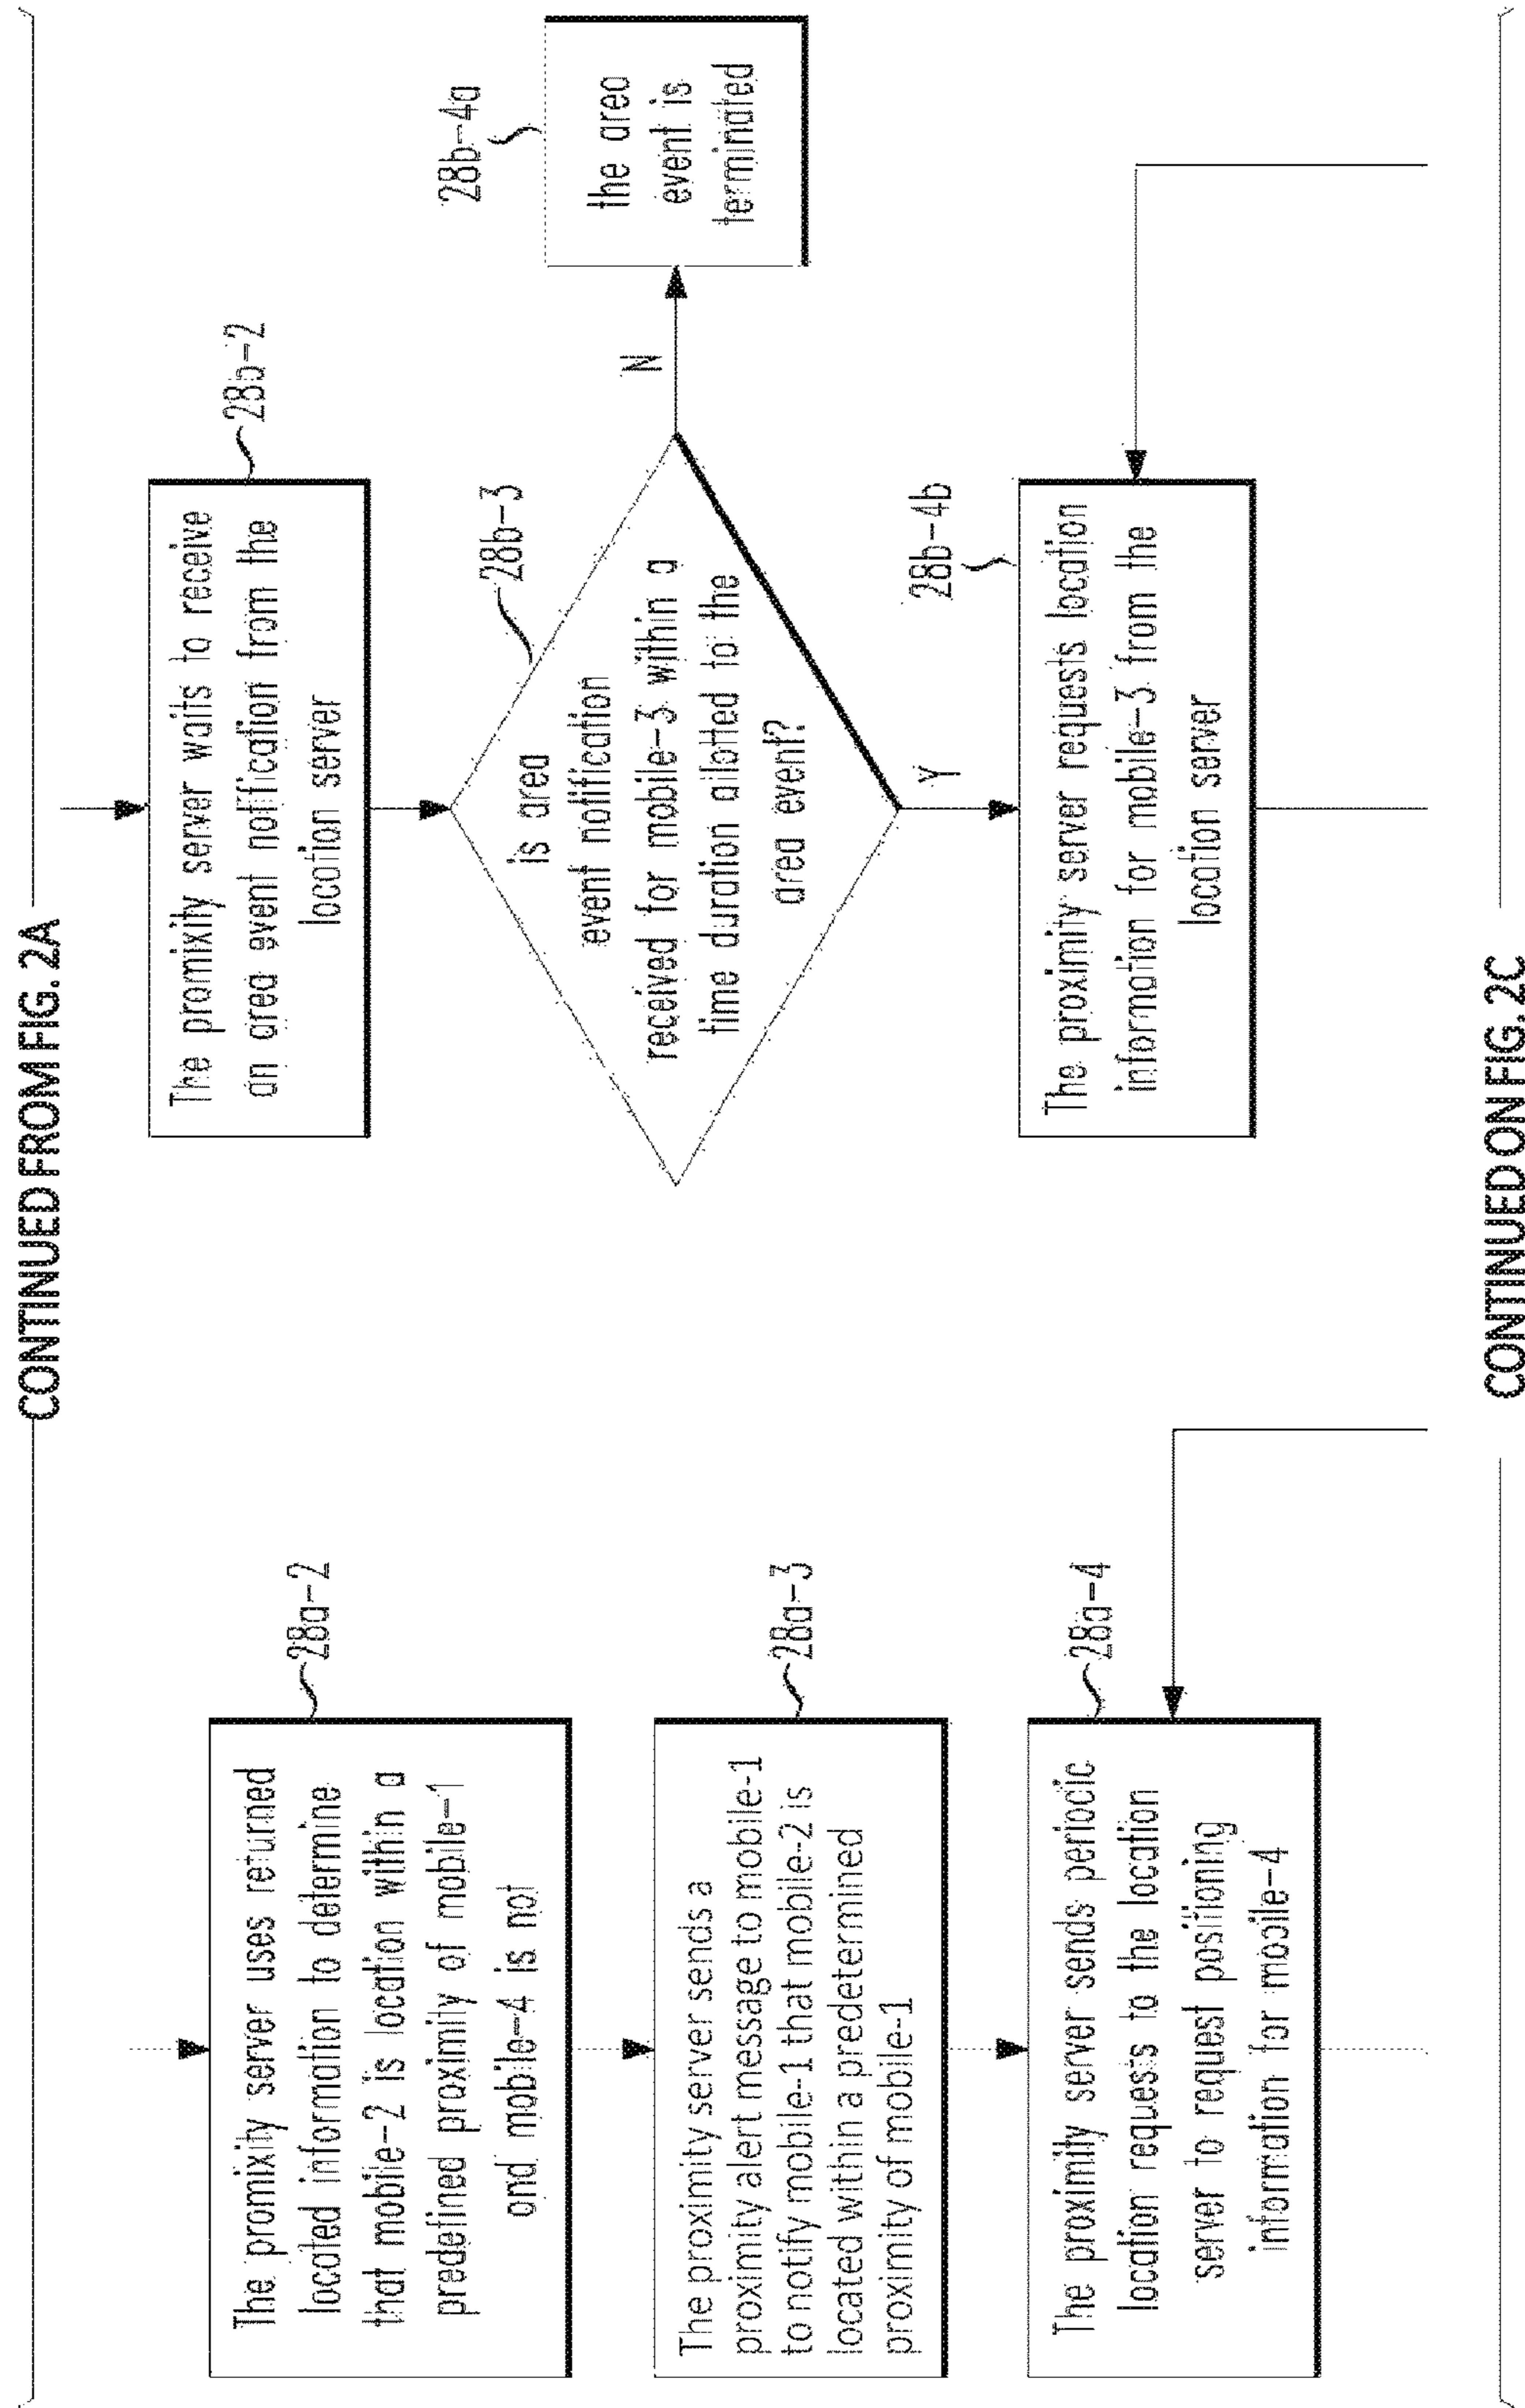 CONTINUED FROM FIG. 2A
The promixity server uses returned
located information to determine
that mobile-2 is location within a
predefined proximity of mobile-1
and mobile-4 is not
28a-2
The proximity server sends a
proximity alert message to mobile-1
to notify mobile-1 that mobile-2 is
located within a predetermined
proximity of mobile-1
28a-3
The proximity server sends periodic
location requests to the location
server to request positioning
information for mobile-4
28a-4
The promixity server waits to receive
an area event notification from the
location server
28b-2
is area
event notification
received for mobile-3 within a
time duration allotted to the
area event?
28b-3
N
the area
event is
terminated
28b-4a
Y
The proximity server requests location
information for mobile-3 from the
location server
28b-4b
CONTINUED ON FIG. 2C